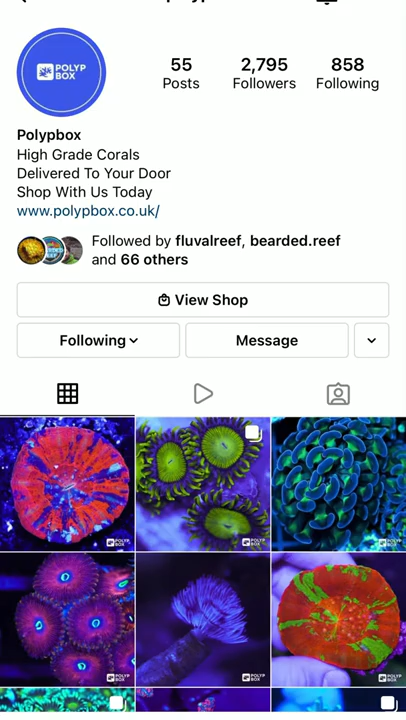 POLYP
BOX
55
Posts
2,795
Followers
858
Following
Polypbox
High Grade Corals
Delivered To Your Door
Shop With Us Today
www.polypbox.co.uk/
Followed by fluvalreef, bearded.reef
and 66 others
View Shop
Following
Message
POLYP
BOX
POLYP
BOX
POLYP
BOX
POLYP
BOX
POLYP
BOX
POLYP
BOX